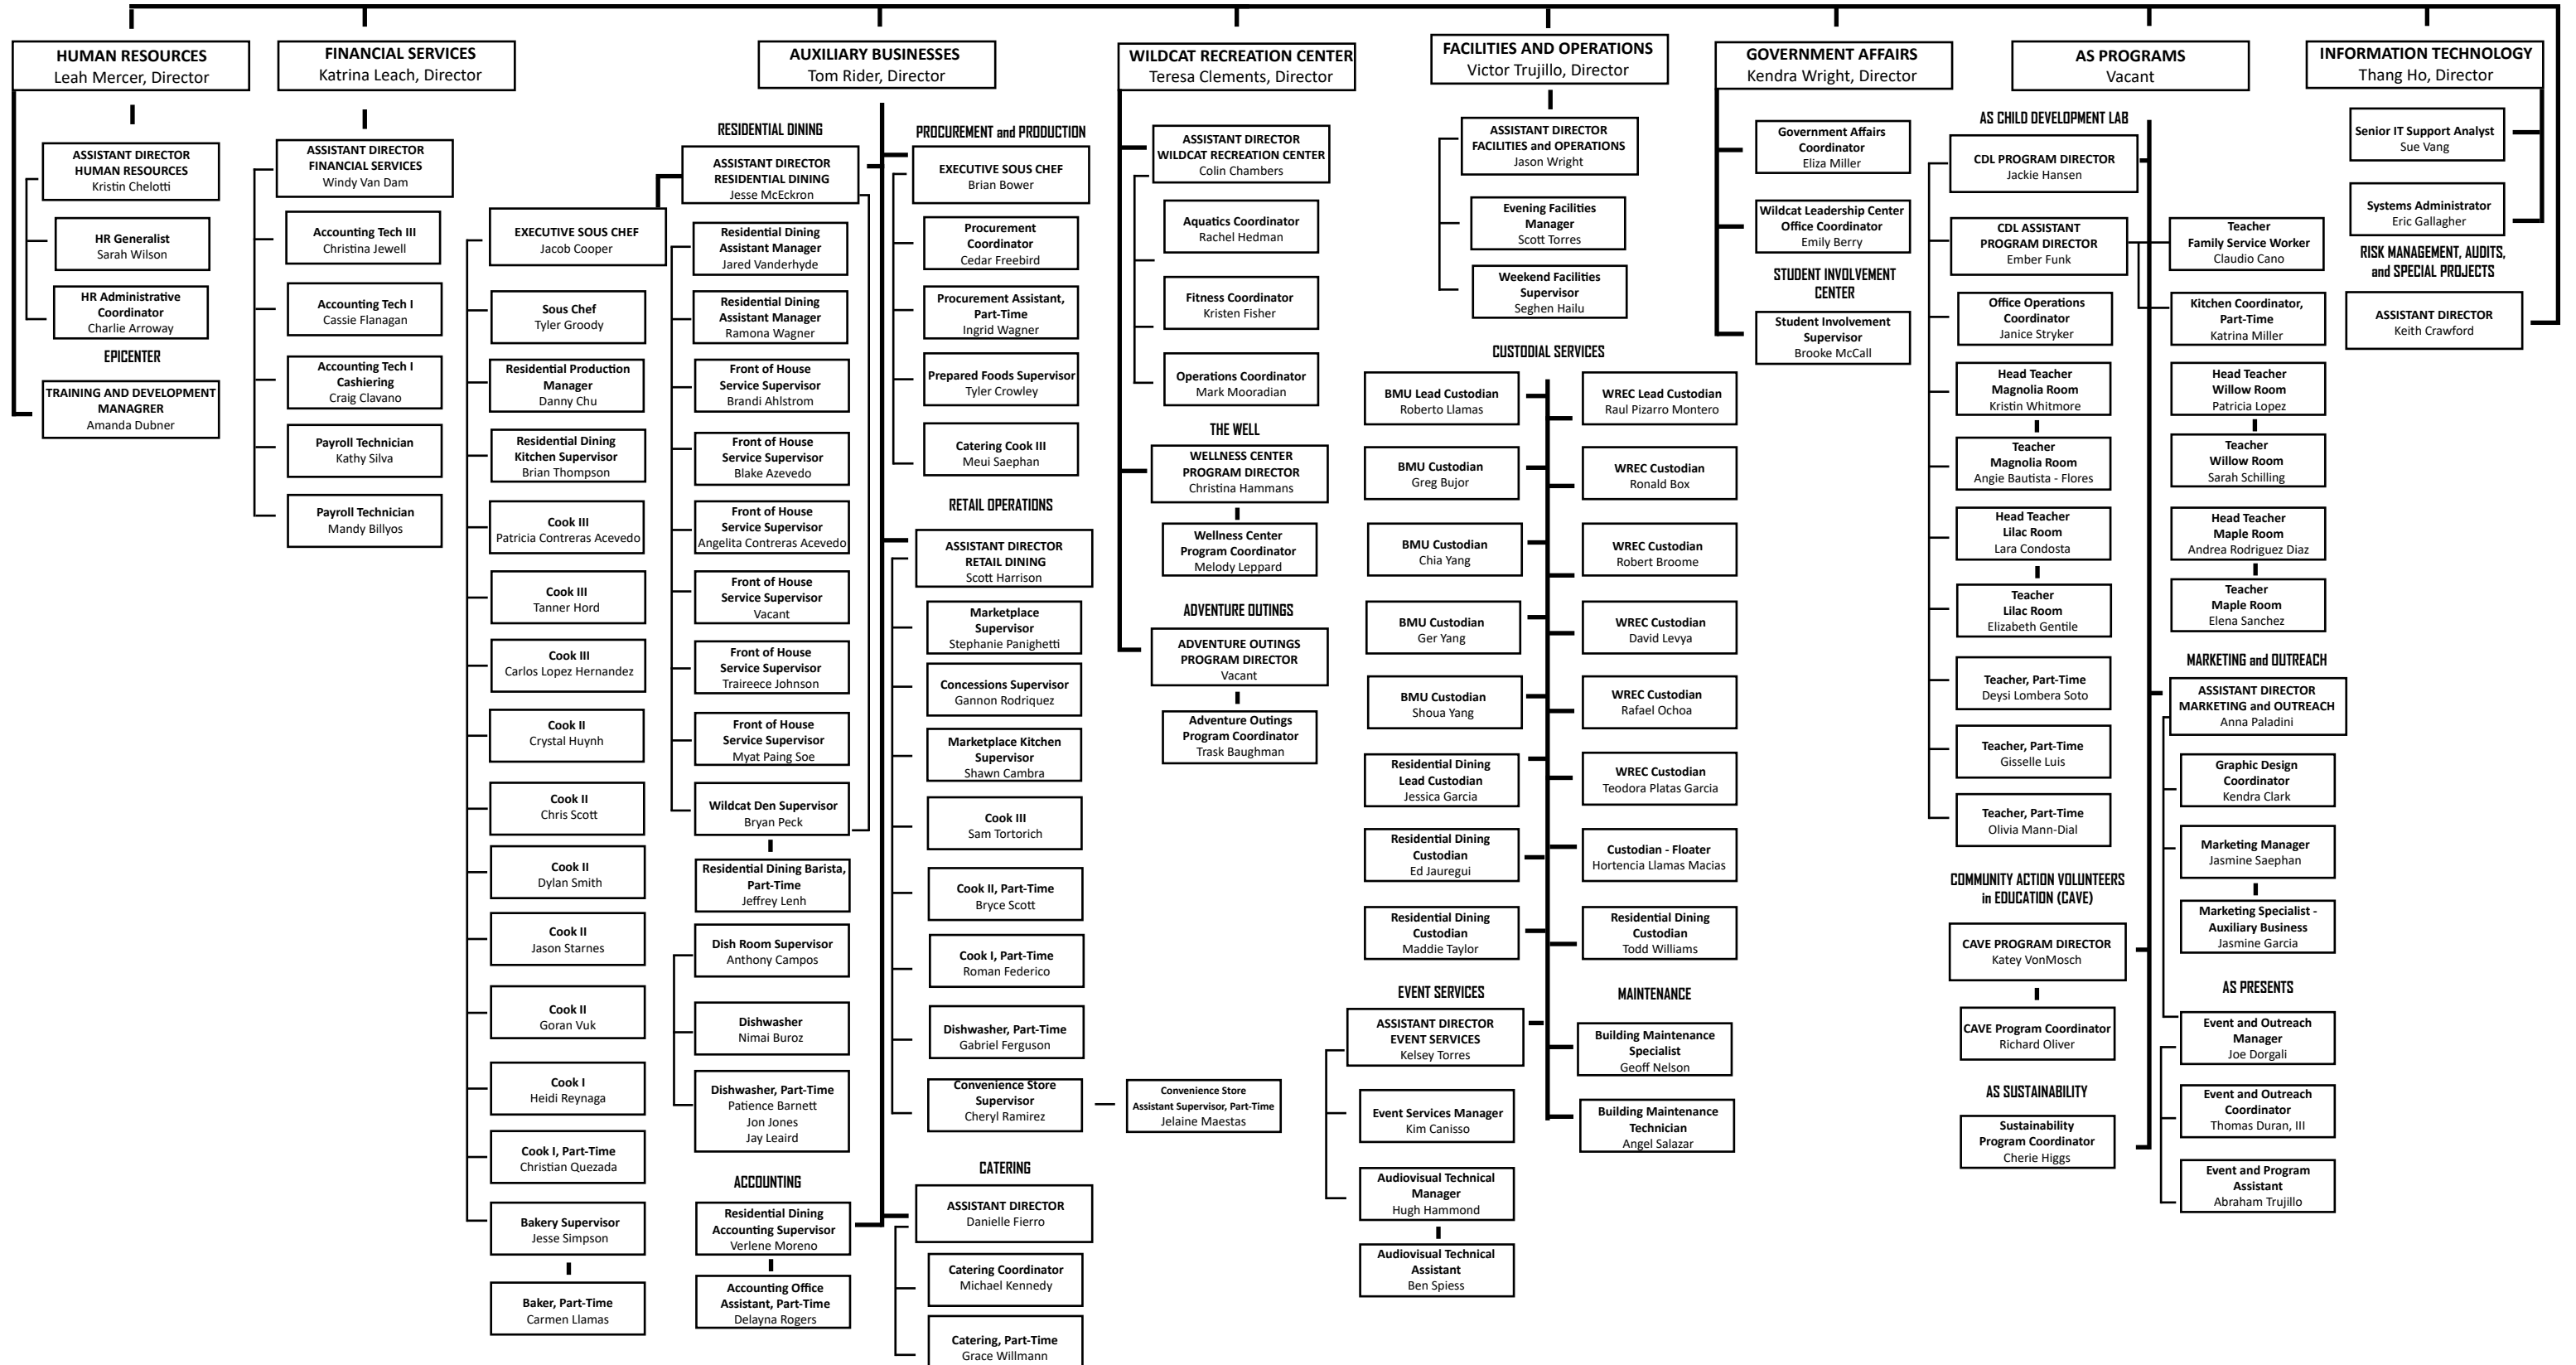 HUMAN RESOURCES
Leah Mercer, Director
ASSISTANT DIRECTOR
HUMAN RESOURCES
Kristin Chelotti
HR Generalist
Sarah Wilson
HR Administrative
Coordinator
Charlie Arroway
EPICENTER
TRAINING AND DEVELOPMENT
MANAGRER
Amanda Dubner
FINANCIAL SERVICES
Katrina Leach, Director
ASSISTANT DIRECTOR
FINANCIAL SERVICES
Windy Van Dam
Accounting Tech III
Christina Jewell
Accounting Tech I
Cassie Flanagan
Accounting Tech I
Cashiering
Craig Clavano
Payroll Technician
Kathy Silva
Payroll Technician
Mandy Billyos
AUXILIARY BUSINESSES
Tom Rider, Director
RESIDENTIAL DINING
ASSISTANT DIRECTOR
RESIDENTIAL DINING
Jesse McEckron
EXECUTIVE SOUS CHEF
Jacob Cooper
Sous Chef
Tyler Groody
Residential Production
Manager
Danny Chu
Residential Dining
Kitchen Supervisor
Brian Thompson
Cook III
Patricia Contreras Acevedo
Cook III
Tanner Hord
Cook III
Carlos Lopez Hernandez
Cook II
Crystal Huynh
Cook II
Chris Scott
Cook II
Dylan Smith
Cook II
Jason Starnes
Cook II
Goran Vuk
Cook I
Heidi Reynaga
Cook I, Part-Time
Christian Quezada
Bakery Supervisor
Jesse Simpson
Baker, Part-Time
Carmen Llamas
Residential Dining
Assistant Manager
Jared Vanderhyde
Residential Dining
Assistant Manager
Ramona Wagner
Front of House
Service Supervisor
Brandi Ahlstrom
Front of House
Service Supervisor
Blake Azevedo
Front of House
Service Supervisor
Angelita Contreras Acevedo
Front of House
Service Supervisor
Vacant
Front of House
Service Supervisor
Traireece Johnson
Front of House
Service Supervisor
Myat Paing Soe
Wildcat Den Supervisor
Bryan Peck
Residential Dining Barista,
Part-Time
Jeffrey Lenh
Dish Room Supervisor
Anthony Campos
Dishwasher
Nimai Buroz
Dishwasher, Part-Time
Patience Barnett
Jon Jones
Jay Leaird
ACCOUNTING
Residential Dining
Accounting Supervisor
Verlene Moreno
Accounting Office
Assistant, Part-Time
Delayna Rogers
PROCUREMENT and PRODUCTION
EXECUTIVE SOUS CHEF
Brian Bower
Procurement
Coordinator
Cedar Freebird
Procurement Assistant,
Part-Time
Ingrid Wagner
Prepared Foods Supervisor
Tyler Crowley
Catering Cook III
Meui Saephan
RETAIL OPERATIONS
ASSISTANT DIRECTOR
RETAIL DINING
Scott Harrison
Marketplace
Supervisor
Stephanie Panighetti
Concessions Supervisor
Gannon Rodriquez
Marketplace Kitchen
Supervisor
Shawn Cambra
Cook III
Sam Tortorich
Cook II, Part-Time
Bryce Scott
Cook I, Part-Time
Roman Federico
Dishwasher, Part-Time
Gabriel Ferguson
Convenience Store
Supervisor
Cheryl Ramirez
Convenience Store
Assistant Supervisor, Part-Time
Jelaine Maestas
CATERING
ASSISTANT DIRECTOR
Danielle Fierro
Catering Coordinator
Michael Kennedy
Catering, Part-Time
Grace Willmann
WILDCAT RECREATION CENTER
Teresa Clements, Director
ASSISTANT DIRECTOR
WILDCAT RECREATION CENTER
Colin Chambers
Aquatics Coordinator
Rachel Hedman
Fitness Coordinator
Kristen Fisher
Operations Coordinator
Mark Mooradian
THE WELL
WELLNESS CENTER
PROGRAM DIRECTOR
Christina Hammans
Wellness Center
Program Coordinator
Melody Leppard
ADVENTURE OUTINGS
ADVENTURE OUTINGS
PROGRAM DIRECTOR
Vacant
Adventure Outings
Program Coordinator
Trask Baughman
FACILITIES AND OPERATIONS
Victor Trujillo, Director
ASSISTANT DIRECTOR
FACILITIES and OPERATIONS
Jason Wright
Evening Facilities
Manager
Scott Torres
Weekend Facilities
Supervisor
Seghen Hailu
CUSTODIAL SERVICES
BMU Lead Custodian
Roberto Llamas
BMU Custodian
Greg Bujor
BMU Custodian
Chia Yang
BMU Custodian
Ger Yang
BMU Custodian
Shoua Yang
Residential Dining
Lead Custodian
Jessica Garcia
Residential Dining
Custodian
Ed Jauregui
Residential Dining
Custodian
Maddie Taylor
WREC Lead Custodian
Raul Pizarro Montero
WREC Custodian
Ronald Box
WREC Custodian
Robert Broome
WREC Custodian
David Levya
WREC Custodian
Rafael Ochoa
WREC Custodian
Teodora Platas Garcia
Custodian - Floater
Hortencia Llamas Macias
Residential Dining
Custodian
Todd Williams
EVENT SERVICES
ASSISTANT DIRECTOR
EVENT SERVICES
Kelsey Torres
Event Services Manager
Kim Canisso
Audiovisual Technical
Manager
Hugh Hammond
Audiovisual Technical
Assistant
Ben Spiess
MAINTENANCE
Building Maintenance
Specialist
Geoff Nelson
Building Maintenance
Technician
Angel Salazar
GOVERNMENT AFFAIRS
Kendra Wright, Director
Government Affairs
Coordinator
Eliza Miller
Wildcat Leadership Center
Office Coordinator
Emily Berry
STUDENT INVOLVEMENT
CENTER
Student Involvement
Supervisor
Brooke McCall
AS PROGRAMS
Vacant
AS CHILD DEVELOPMENT LAB
CDL PROGRAM DIRECTOR
Jackie Hansen
CDL ASSISTANT
PROGRAM DIRECTOR
Ember Funk
Office Operations
Coordinator
Janice Stryker
Head Teacher
Magnolia Room
Kristin Whitmore
Teacher
Magnolia Room
Angie Bautista - Flores
Head Teacher
Lilac Room
Lara Condosta
Teacher
Lilac Room
Elizabeth Gentile
Teacher, Part-Time
Deysi Lombera Soto
Teacher, Part-Time
Gisselle Luis
Teacher, Part-Time
Olivia Mann-Dial
COMMUNITY ACTION VOLUNTEERS
in EDUCATION (CAVE)
CAVE PROGRAM DIRECTOR
Katey VonMosch
CAVE Program Coordinator
Richard Oliver
AS SUSTAINABILITY
Sustainability
Program Coordinator
Cherie Higgs
Teacher
Family Service Worker
Claudio Cano
Kitchen Coordinator,
Part-Time
Katrina Miller
Head Teacher
Willow Room
Patricia Lopez
Teacher
Willow Room
Sarah Schilling
Head Teacher
Maple Room
Andrea Rodriguez Diaz
Teacher
Maple Room
Elena Sanchez
MARKETING and OUTREACH
ASSISTANT DIRECTOR
MARKETING and OUTREACH
Anna Paladini
Graphic Design
Coordinator
Kendra Clark
Marketing Manager
Jasmine Saephan
Marketing Specialist -
Auxiliary Business
Jasmine Garcia
AS PRESENTS
Event and Outreach
Manager
Joe Dorgali
Event and Outreach
Coordinator
Thomas Duran, III
Event and Program
Assistant
Abraham Trujillo
INFORMATION TECHNOLOGY
Thang Ho, Director
Senior IT Support Analyst
Sue Vang
Systems Administrator
Eric Gallagher
RISK MANAGEMENT, AUDITS,
and SPECIAL PROJECTS
ASSISTANT DIRECTOR
Keith Crawford